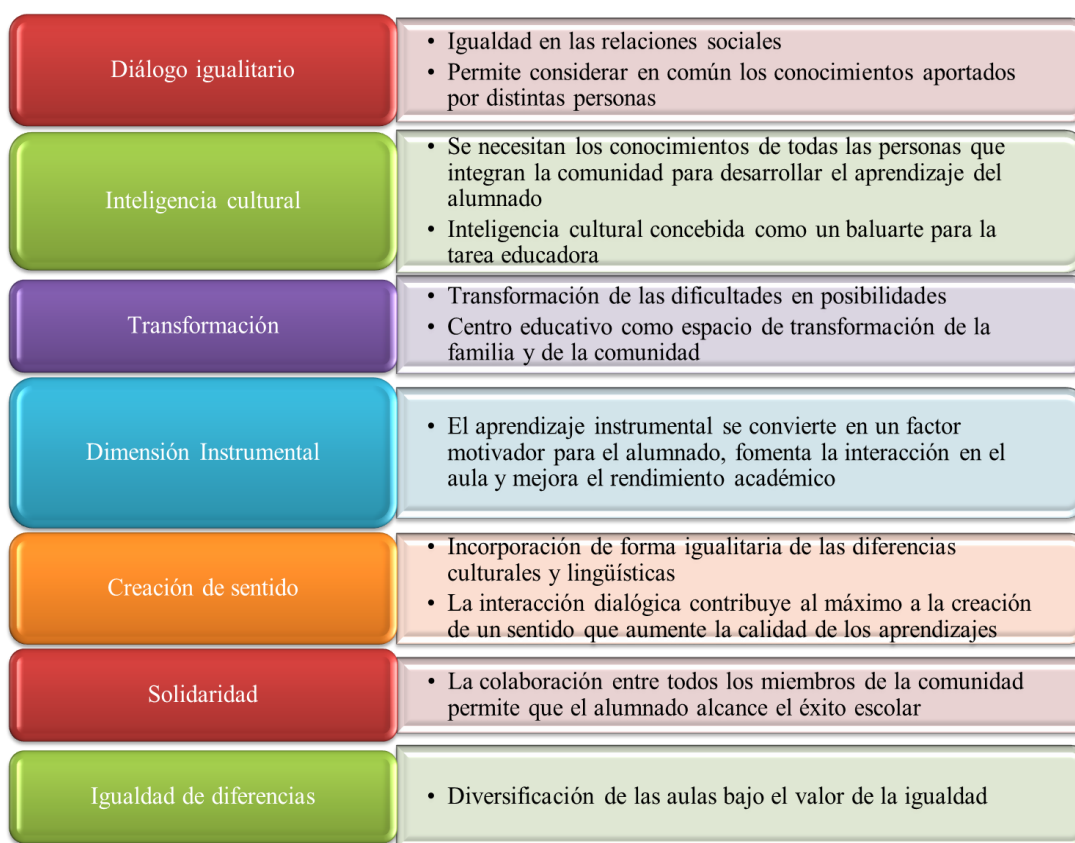 Diálogo igualitario
• Igualdad en las relaciones sociales
• Permite considerar en común los conocimientos aportados
por distintas personas
Inteligencia cultural
• Se necesitan los conocimientos de todas las personas que
integran la comunidad para desarrollar el aprendizaje del
alumnado
• Inteligencia cultural concebida como un baluarte para la
tarea educadora
Transformación
• Transformación de las dificultades en posibilidades
• Centro educativo como espacio de transformación de la
familia y de la comunidad
Dimensión Instrumental
• El aprendizaje instrumental se convierte en un factor
motivador para el alumnado, fomenta la interacción en el
aula y mejora el rendimiento académico
Creación de sentido
• Incorporación de forma igualitaria de las diferencias
culturales y lingüísticas
• La interacción dialógica contribuye al máximo a la creación
de un sentido que aumente la calidad de los aprendizajes
Solidaridad
• La colaboración entre todos los miembros de la comunidad
permite que el alumnado alcance el éxito escolar
Igualdad de diferencias
• Diversificación de las aulas bajo el valor de la igualdad